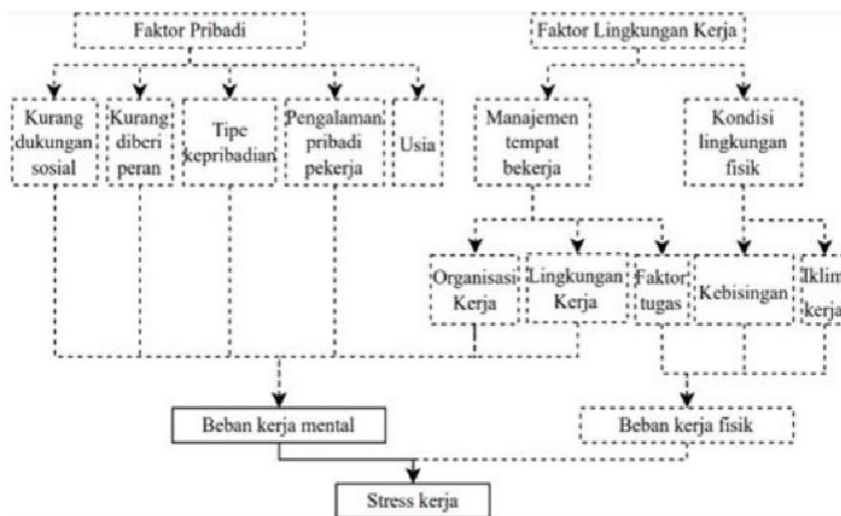 Faktor Pribadi
Faktor Lingkungan Kerja
Kurang
dukungan
sosial
Kurang
diberi
peran
Tipe
kepribadian
Pengalaman
pribadi
pekerja
Usia
Manajemen
tempat
bekerja
Kondisi
lingkungan
fisik
Organisasi
Kerja
Lingkungan
Kerja
Faktor
tugas
Kebisingan
Iklim
kerja
Beban kerja mental
Beban kerja fisik
Stress kerja